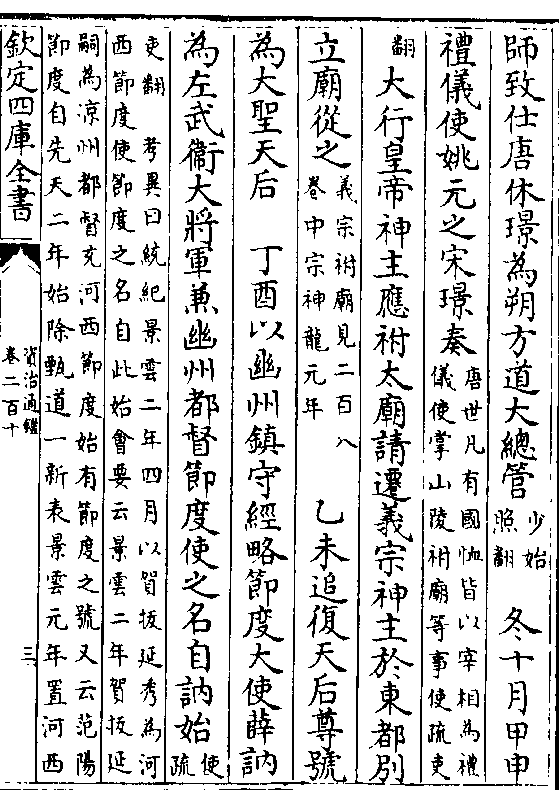 師致仕唐休璟為朔方道大總管少始照翻 冬十月甲申
禮儀使姚元之宋璟奏唐世凡有國恤皆以宰相為禮儀使掌山陵祔廟等事使疏吏
翻大行皇帝神主應祔太廟請遷義宗神主於東都别
立廟從之義宗祔廟見二百八卷中宗神龍元年 乙未追復天后尊號
為大聖天后 丁酉以幽州鎮守經略節度大使薛訥
為左武衞大將軍兼幽州都督節度使之名自訥始使疏
吏翻 考異曰統紀景雲二年四月以賀拔延秀為河西節度使節度之名自此始會要云景雲二年賀拔延
嗣為涼州都督充河西節度始有節度之號又云范陽節度自先天二年始除甄道一新表景雲元年置河西
欽定四庫全書
資治通鑑
卷二百十
三